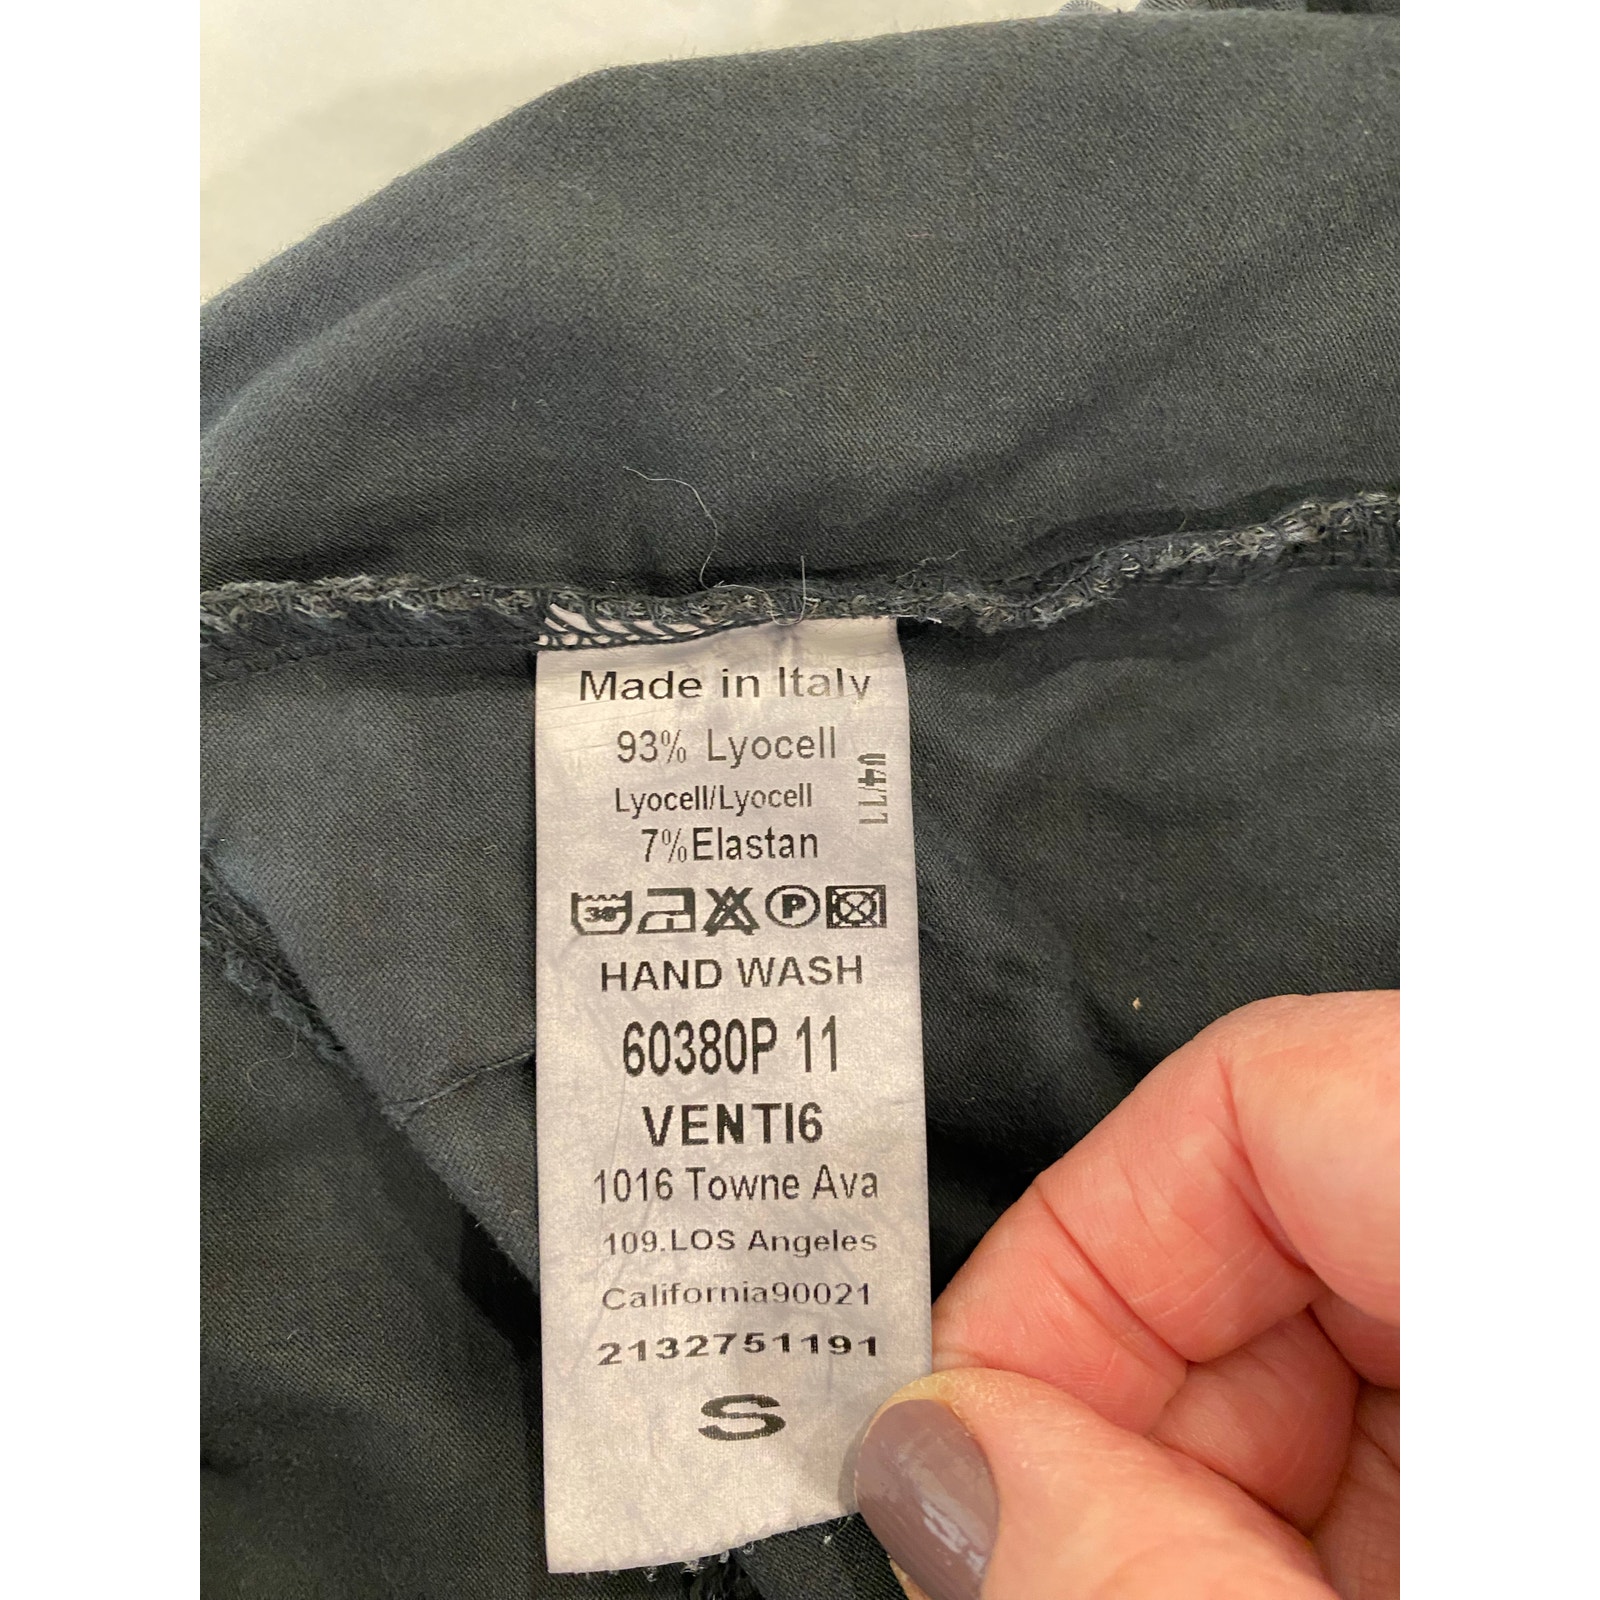 Made in Italy
93% Lyocell
Lyocell/Lyocell
7%Elastan
30°
P
HAND WASH
60380P 11
VENTI6
1016 Towne Ava
109.LOS Angeles
California90021
2132751191
S